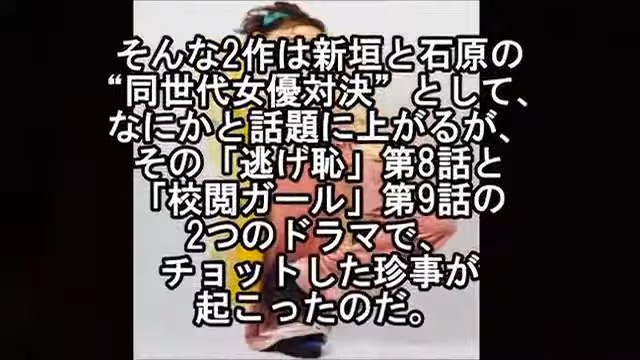 そんな2作は新垣と石原の
“同世代女優対決”として、
なにかと話題に上がるが、
その「逃げ恥」第8話と
「校閲ガール」第9話の
2つのドラマで、
チョットした珍事が
起こったのだ。